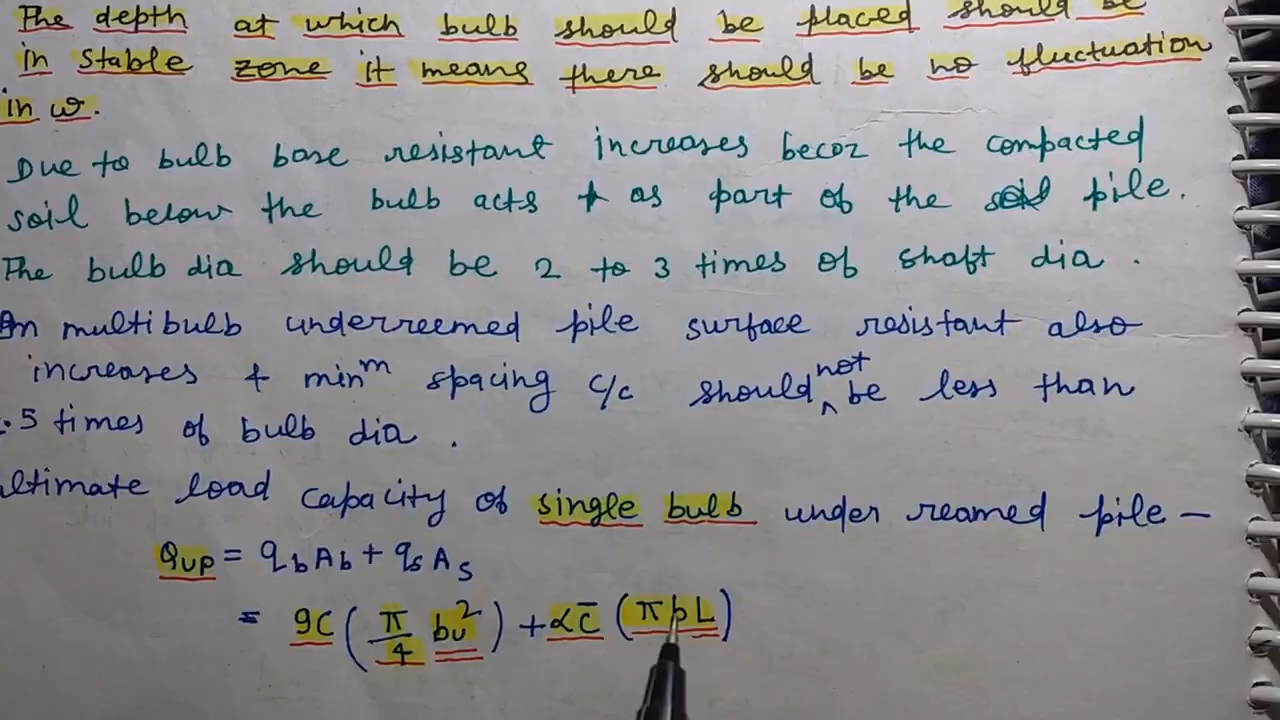 The depth at which bulb should be placed should be
in stable zone it means there should be no fluctuation
in w.
Due to bulb base resistant increases becoz the compacted
soil below the bulb acts as part of the pile.
The bulb dia should be 2 to 3 times of shaft dia.
In multibulb underreemed pile surface resistant also
increases + minᵐ spacing c/c should not be less than
.5 times of bulb dia.
ltimate load capacity of single bulb under reamed pile —
Qup = qbAb + qsAs
= 9C (π/4 bu²) + αc̄ (πbL)